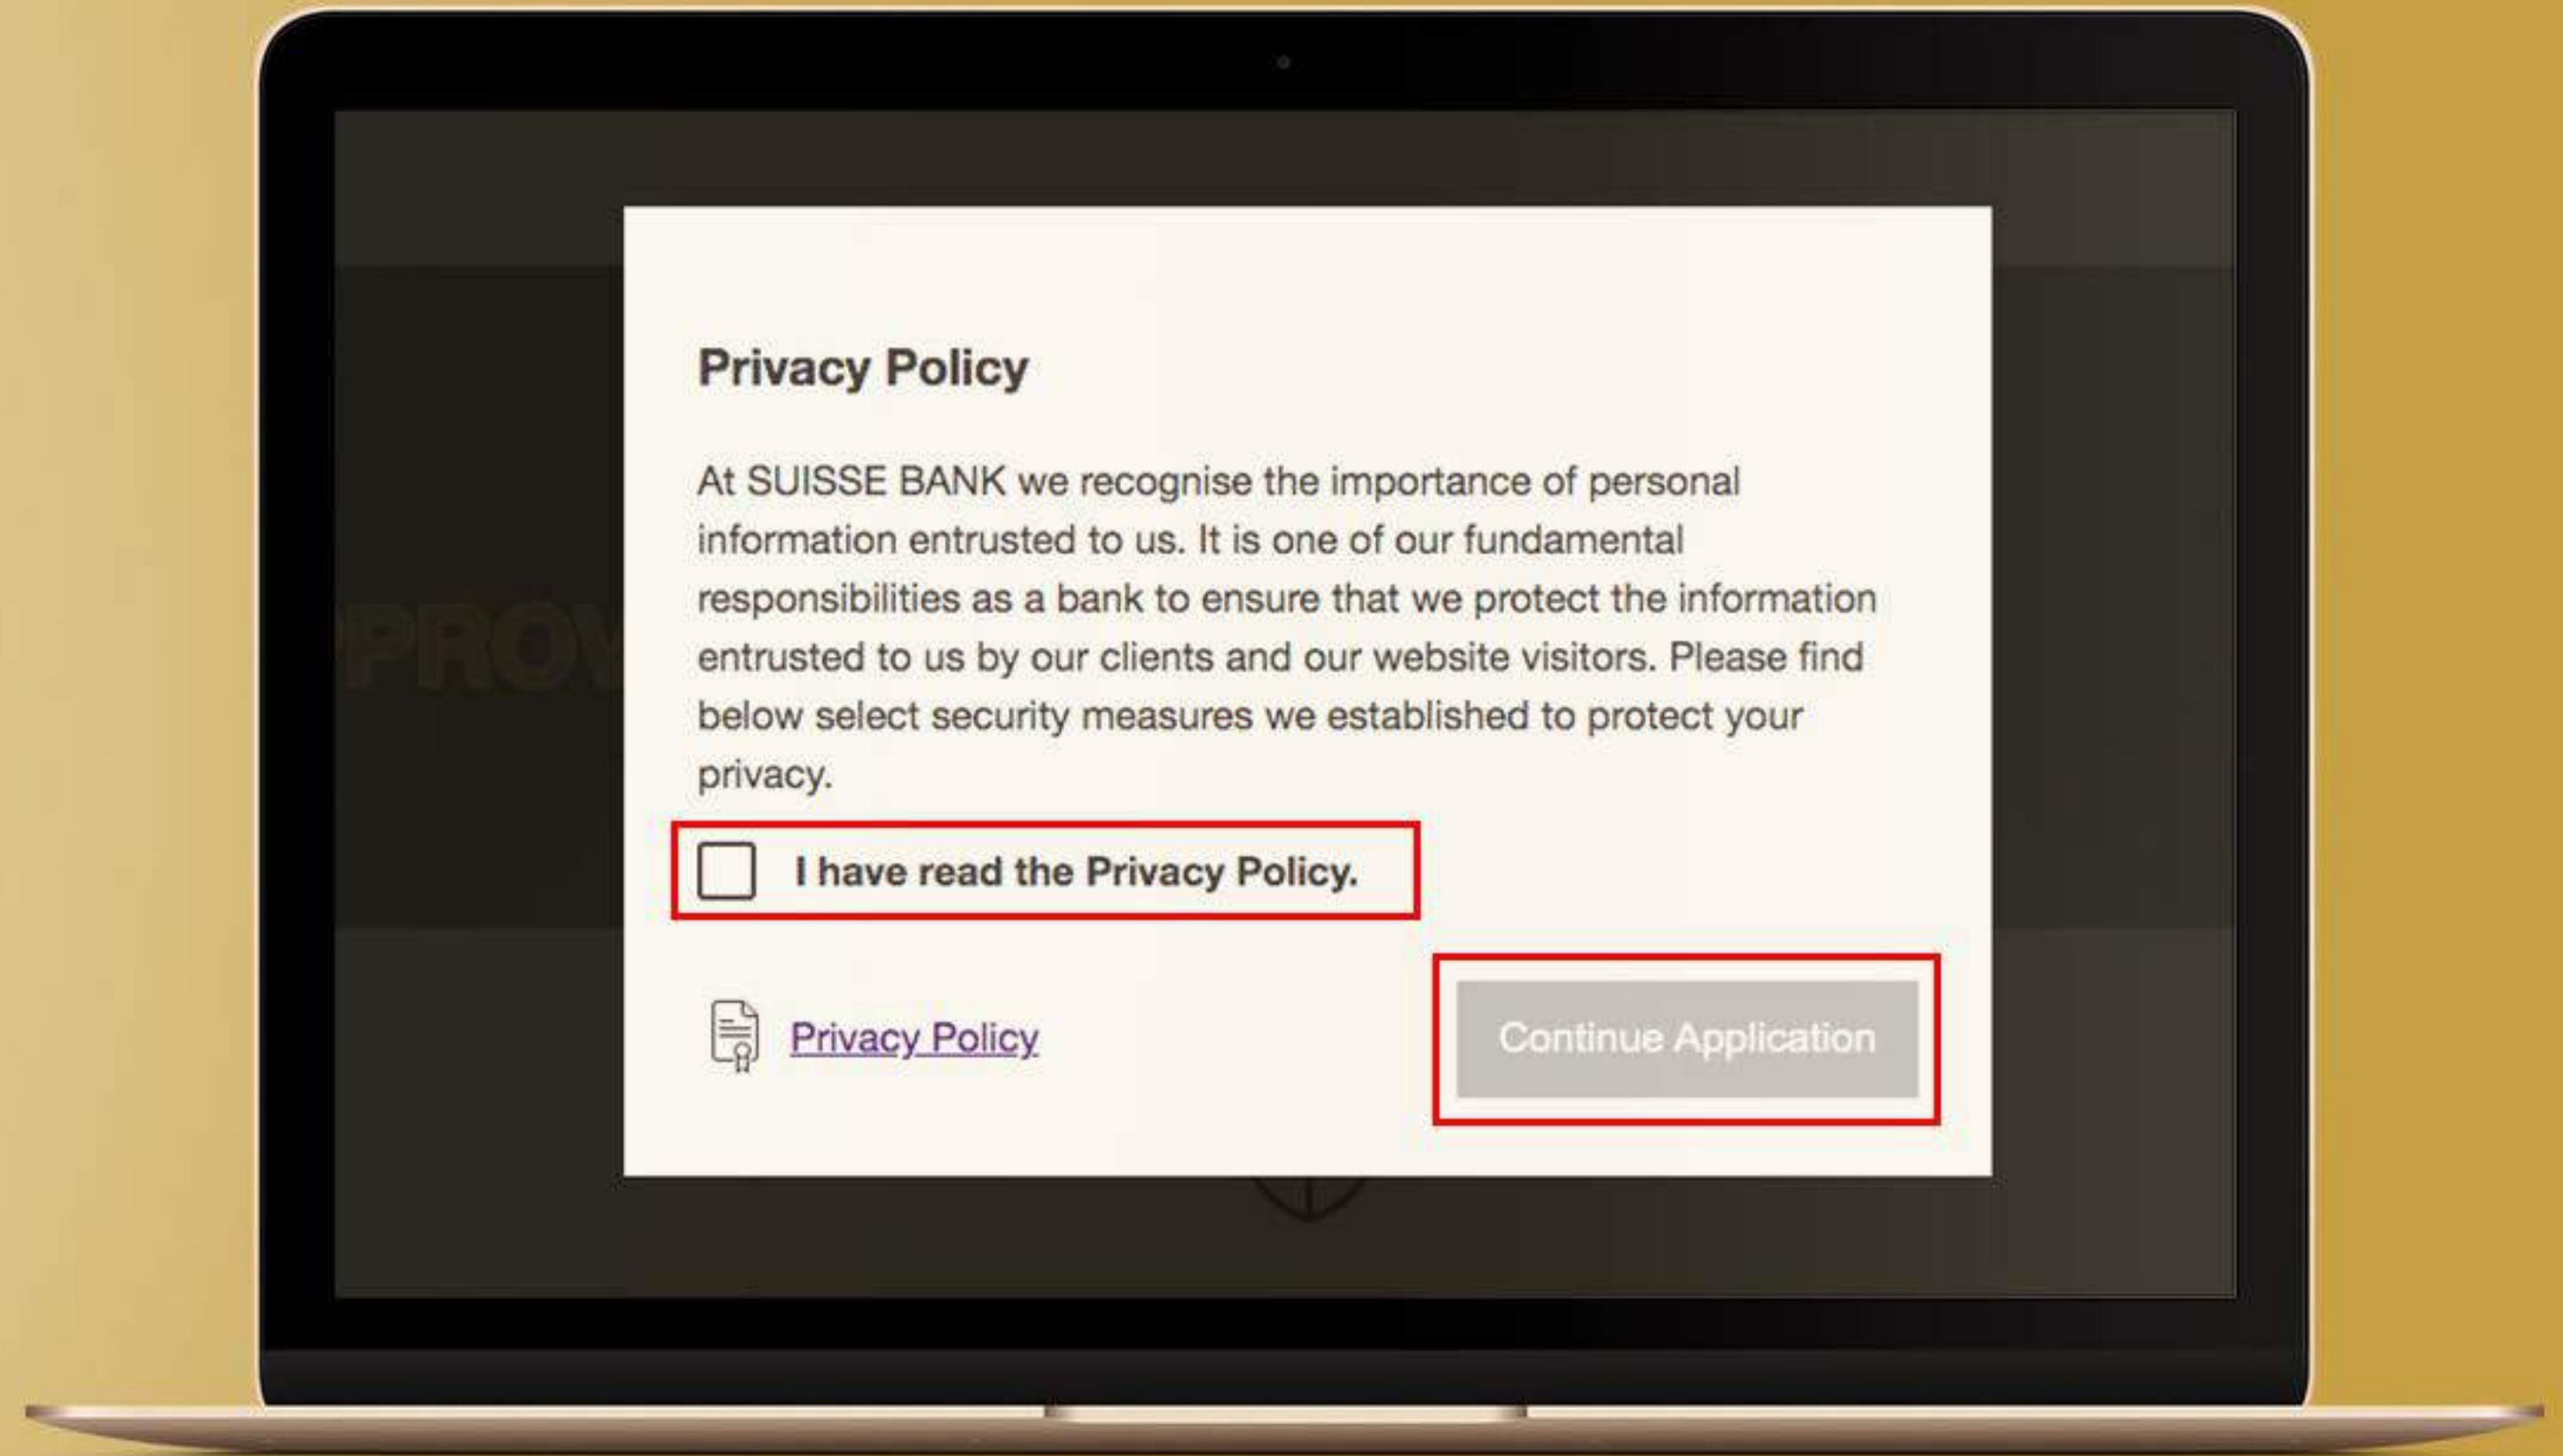 Privacy Policy
At SUISSE BANK we recognise the importance of personal
information entrusted to us. It is one of our fundamental
responsibilities as a bank to ensure that we protect the information
entrusted to us by our clients and our website visitors. Please find
below select security measures we established to protect your
privacy.
I have read the Privacy Policy.
Privacy Policy
Continue Application